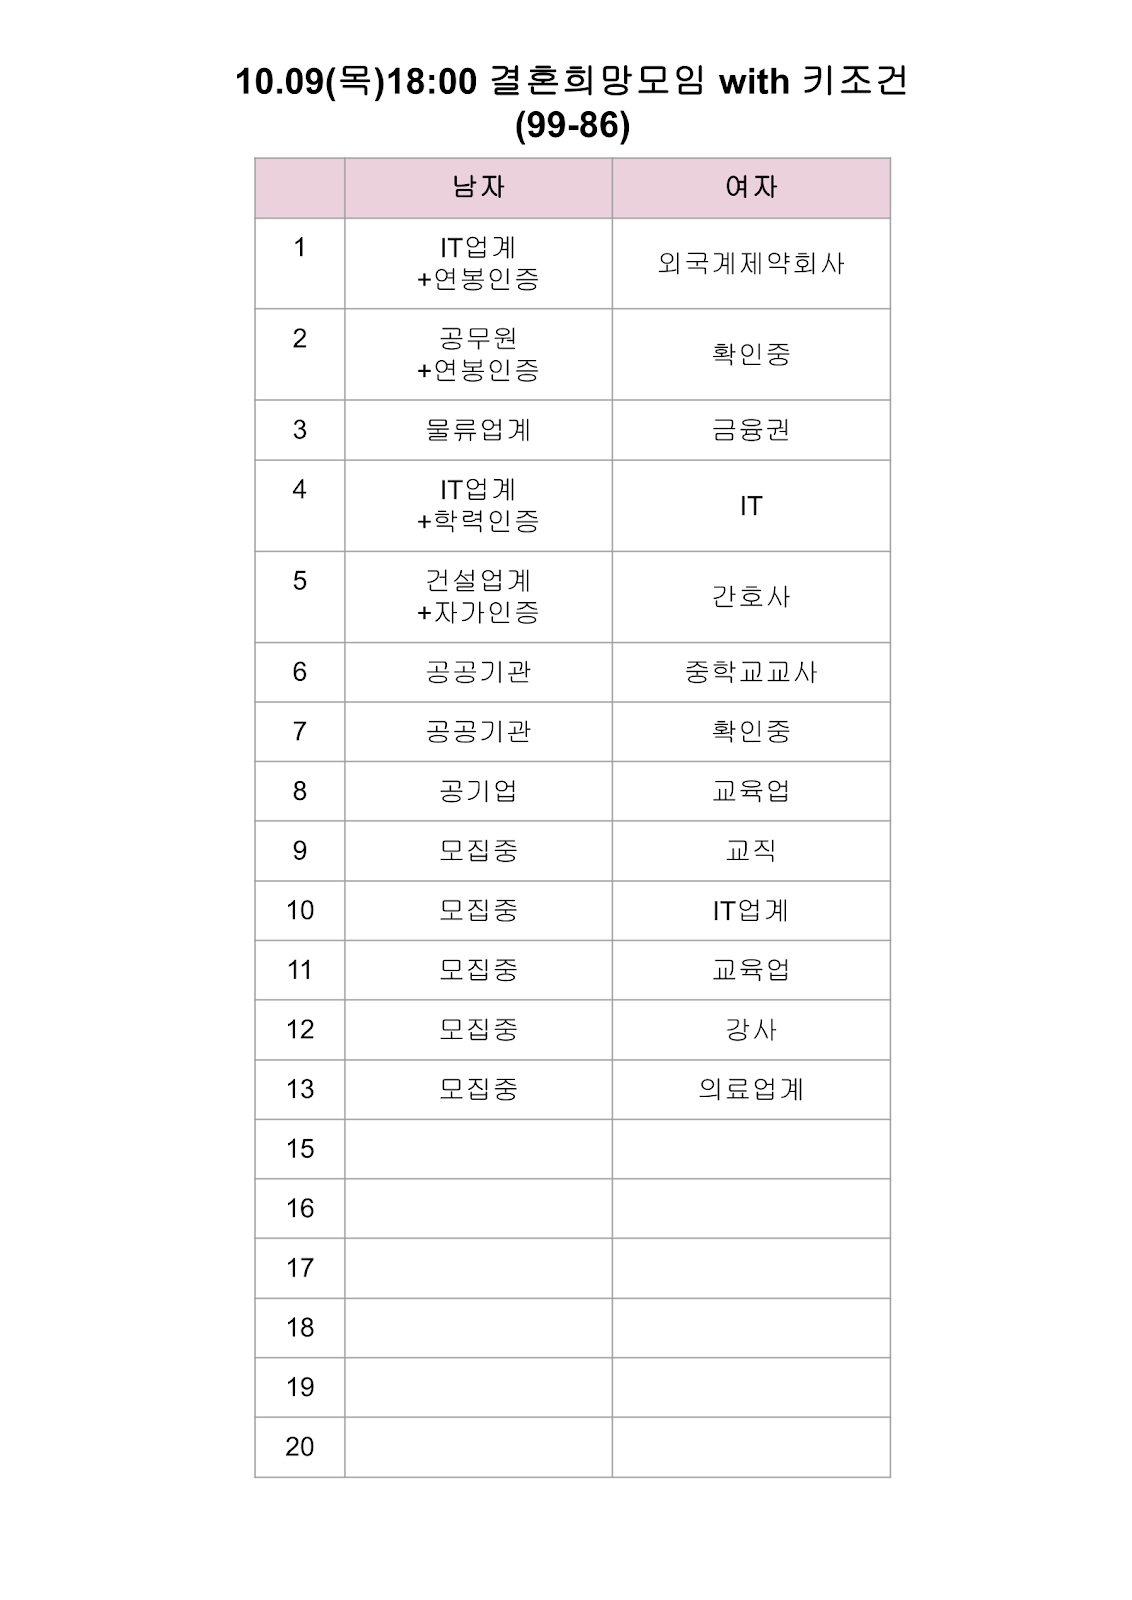 10.09(목)18:00 결혼희망모임 with 키조건
(99-86)
남자 여자
1 IT업계
+연봉인증 외국계제약회사
2 공무원
+연봉인증 확인중
3 물류업계 금융권
4 IT업계
+학력인증 IT
5 건설업계
+자가인증 간호사
6 공공기관 중학교교사
7 공공기관 확인중
8 공기업 교육업
9 모집중 교직
10 모집중 IT업계
11 모집중 교육업
12 모집중 강사
13 모집중 의료업계
15
16
17
18
19
20